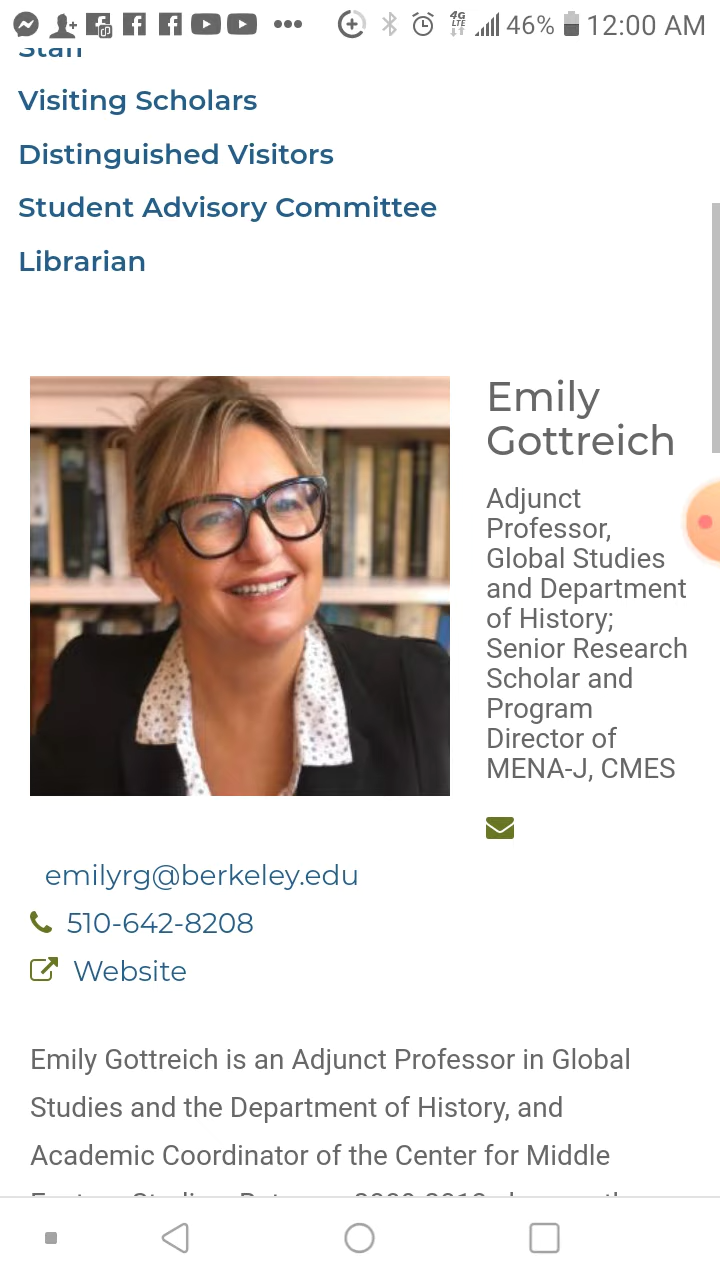 46% 12:00 AM
Staff
Visiting Scholars
Distinguished Visitors
Student Advisory Committee
Librarian
Emily
Gottreich
Adjunct
Professor,
Global Studies
and Department
of History;
Senior Research
Scholar and
Program
Director of
MENA-J, CMES
emilyrg@berkeley.edu
510-642-8208
Website
Emily Gottreich is an Adjunct Professor in Global
Studies and the Department of History, and
Academic Coordinator of the Center for Middle